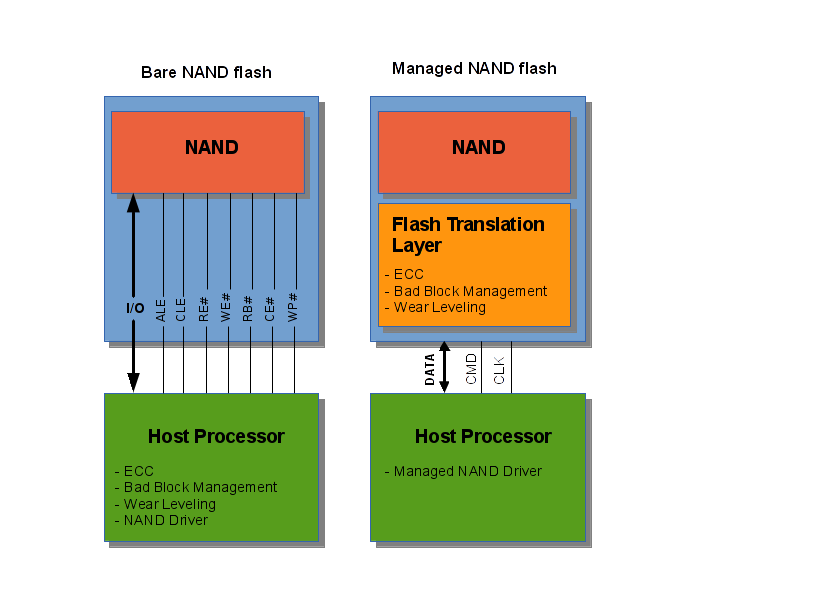 Bare NAND flash
NAND
I/O
ALE
CLE
RE#
WE#
RB#
CE#
WP#
Host Processor
- ECC
- Bad Block Management
- Wear Leveling
- NAND Driver
Managed NAND flash
NAND
Flash Translation
Layer
- ECC
- Bad Block Management
- Wear Leveling
DATA
CMD
CLK
Host Processor
- Managed NAND Driver